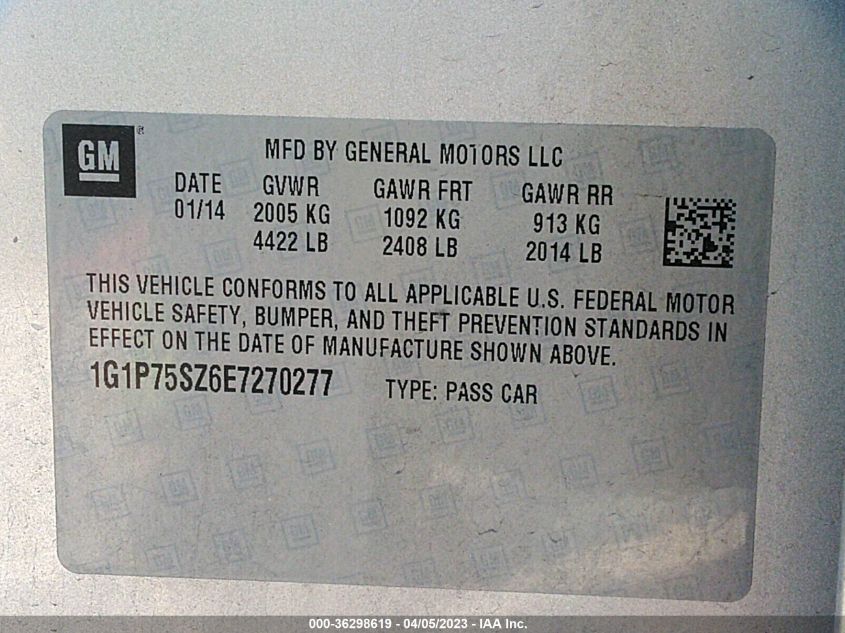 GM ®
MFD BY GENERAL MOTORS LLC
DATE GVWR GAWR FRT GAWR RR
01/14 2005 KG 1092 KG 913 KG
4422 LB 2408 LB 2014 LB
THIS VEHICLE CONFORMS TO ALL APPLICABLE U.S. FEDERAL MOTOR
VEHICLE SAFETY, BUMPER, AND THEFT PREVENTION STANDARDS IN
EFFECT ON THE DATE OF MANUFACTURE SHOWN ABOVE.
1G1P75SZ6E7270277 TYPE: PASS CAR
000-36298619 - 04/05/2023 - IAA Inc.